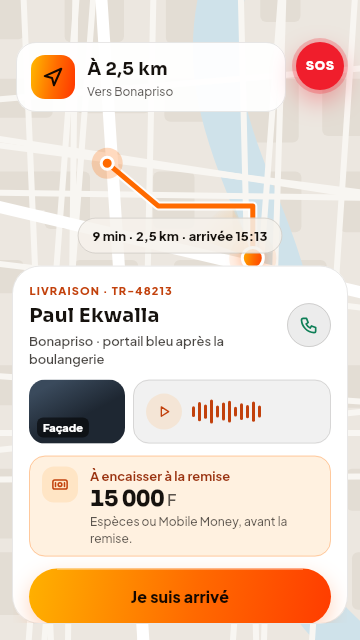 À 2,5 km
Vers Bonapriso
SOS
9 min · 2,5 km · arrivée 15:13
LIVRAISON · TR-48213
Paul Ekwalla
Bonapriso · portail bleu après la
boulangerie
Façade
À encaisser à la remise
15 000 F
Espèces ou Mobile Money, avant la
remise.
Je suis arrivé